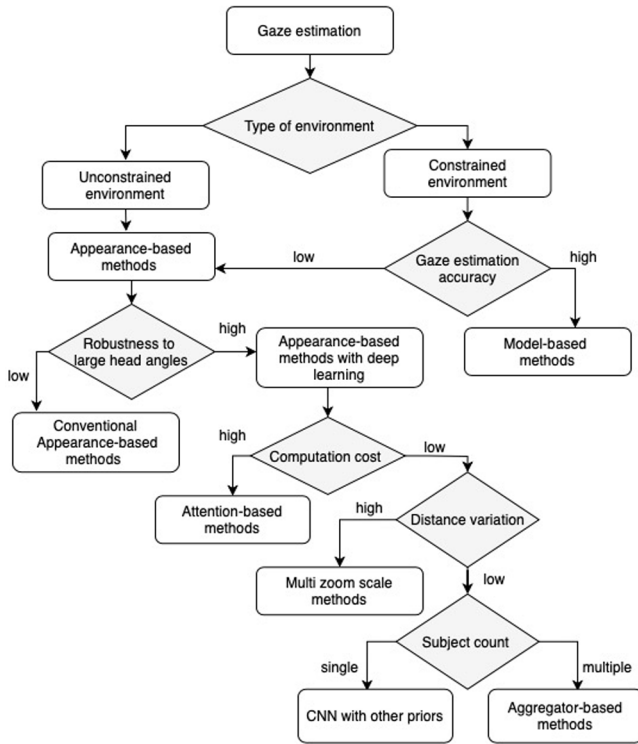 Gaze estimation
Type of environment
Unconstrained
environment
Constrained
environment
Appearance-based
methods
low
Gaze estimation
accuracy
high
Robustness to
large head angles
high
Appearance-based
methods with deep
learning
Model-based
methods
low
Conventional
Appearance-based
methods
high
Computation cost
low
Attention-based
methods
high
Distance variation
Multi zoom scale
methods
low
Subject count
single
multiple
CNN with other priors
Aggregator-based
methods